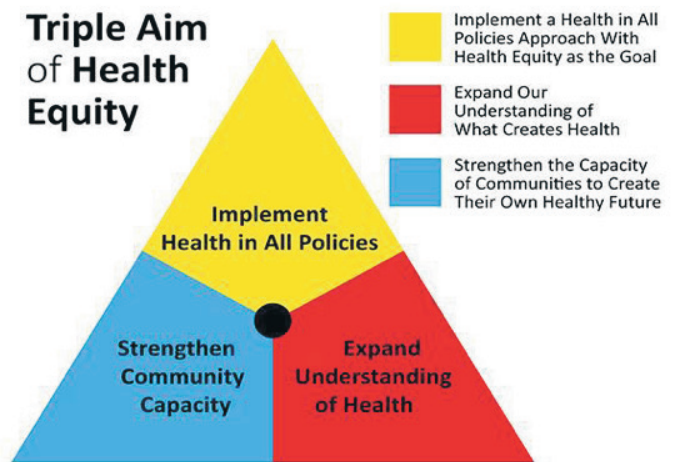 Triple Aim
of Health
Equity
Implement a Health in All
Policies Approach With
Health Equity as the Goal
Expand Our
Understanding of
What Creates Health
Strengthen the Capacity
of Communities to Create
Their Own Healthy Future
Implement
Health in All Policies
Strengthen
Community
Capacity
Expand
Understanding
of Health